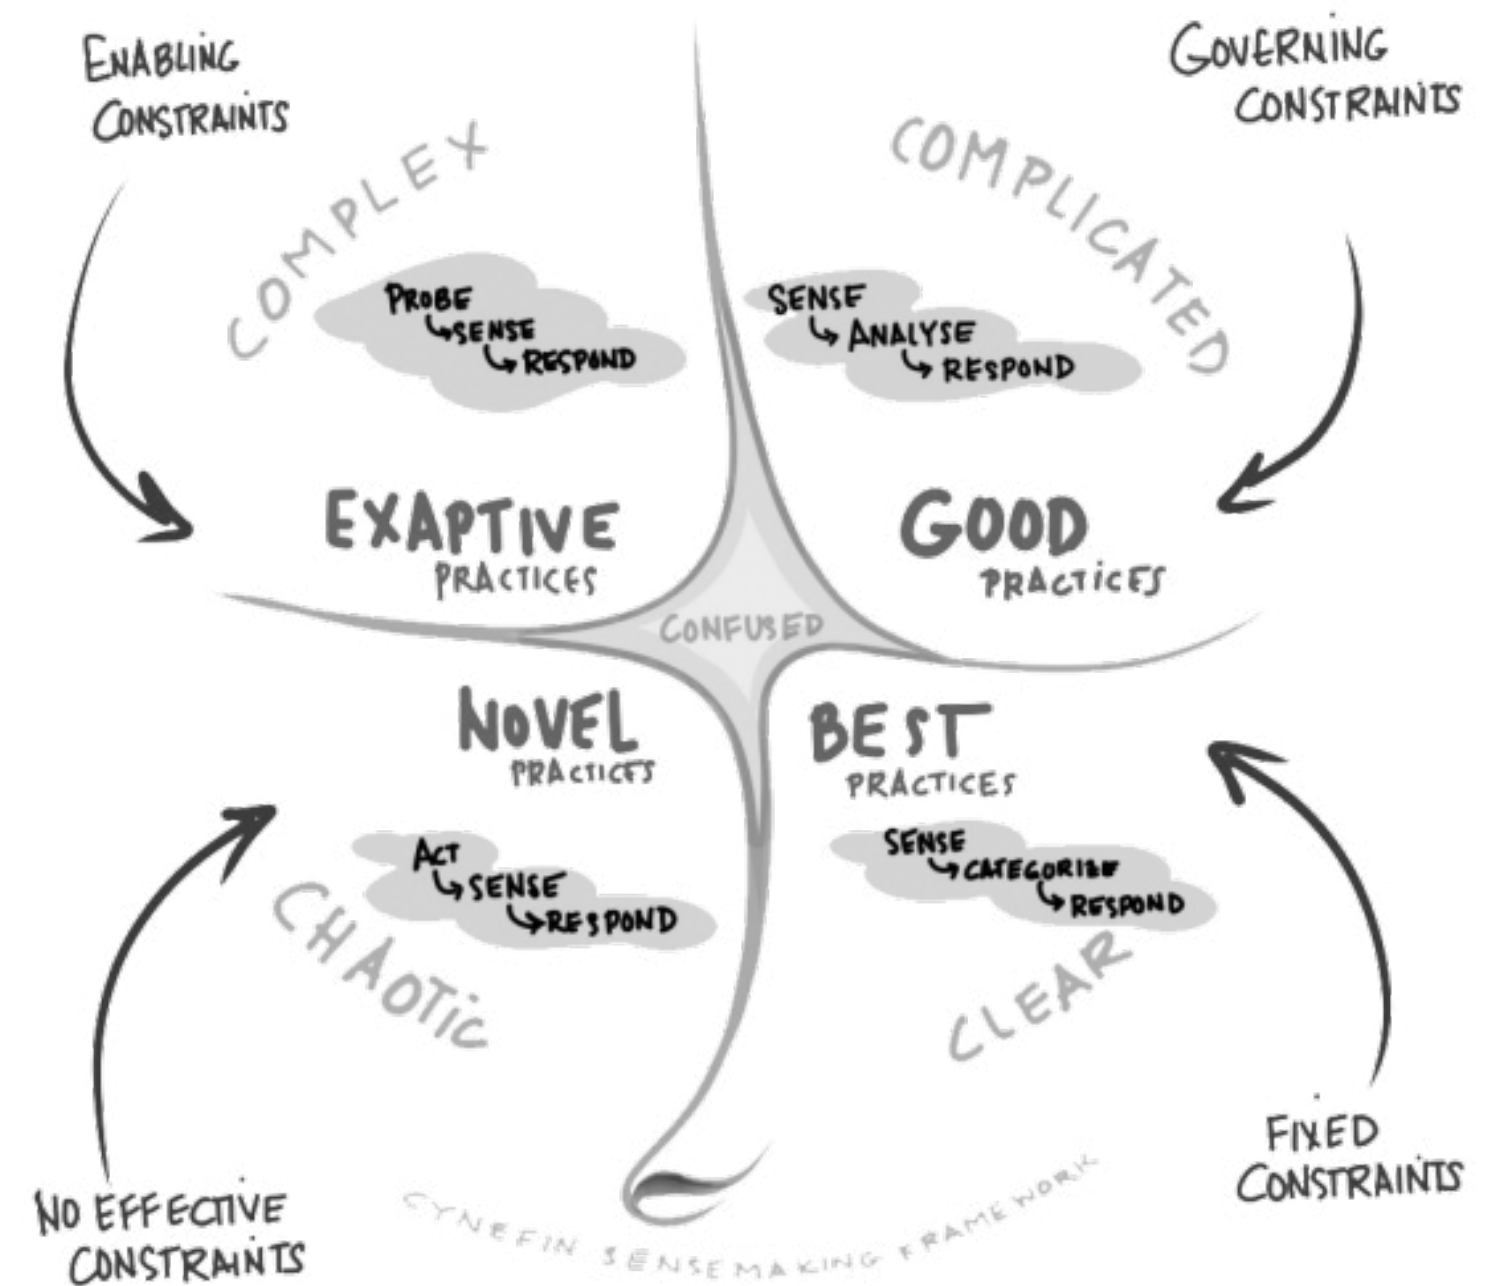 ENABLING
CONSTRAINTS
COMPLEX
PROBE
SENSE
RESPOND
EXAPTIVE
PRACTICES
GOVERNING
CONSTRAINTS
COMPLICATED
SENSE
ANALYSE
RESPOND
GOOD
PRACTICES
CONFUSED
NOVEL
PRACTICES
ACT
SENSE
RESPOND
CHAOTIC
NO EFFECTIVE
CONSTRAINTS
BEST
PRACTICES
SENSE
CATEGORIZE
RESPOND
CLEAR
FIXED
CONSTRAINTS
CYNEFIN SENSEMAKING FRAMEWORK